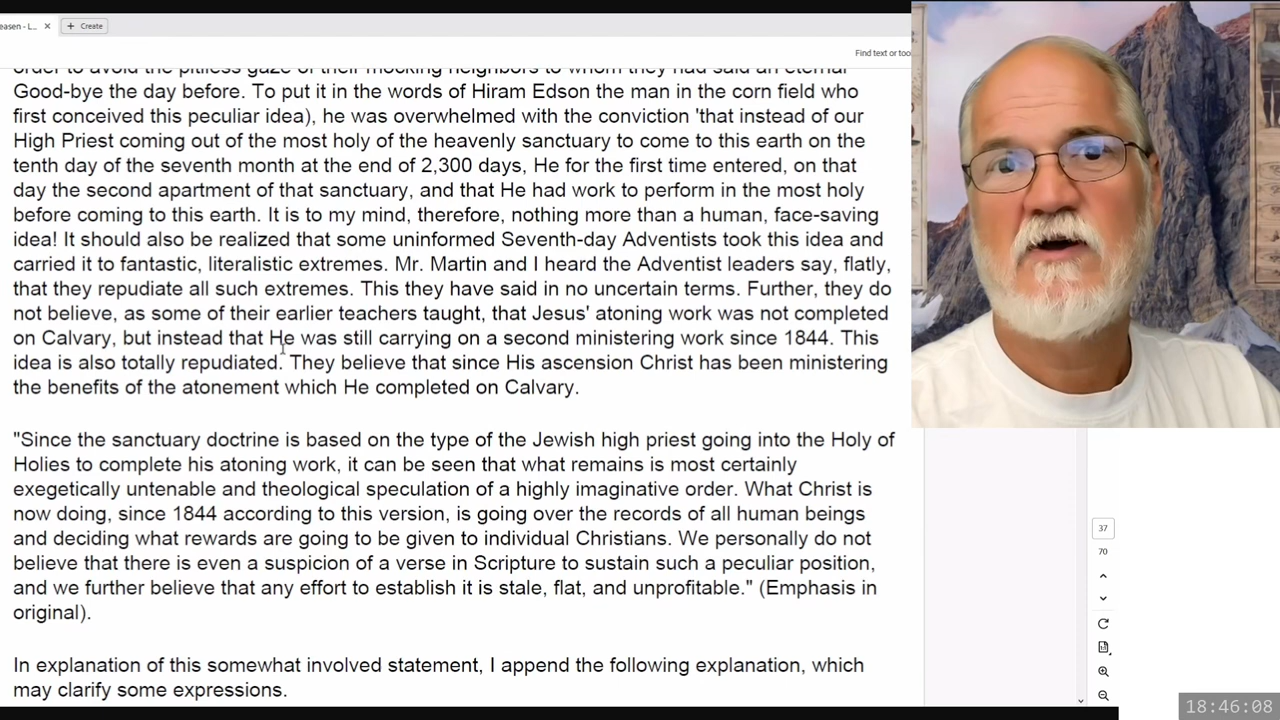 easen - L...
Create
Find text or too
order to avoid the pitiless gaze of their mocking neighbors to whom they had said an eternal
Good-bye the day before. To put it in the words of Hiram Edson the man in the corn field who
first conceived this peculiar idea), he was overwhelmed with the conviction 'that instead of our
High Priest coming out of the most holy of the heavenly sanctuary to come to this earth on the
tenth day of the seventh month at the end of 2,300 days, He for the first time entered, on that
day the second apartment of that sanctuary, and that He had work to perform in the most holy
before coming to this earth. It is to my mind, therefore, nothing more than a human, face-saving
idea! It should also be realized that some uninformed Seventh-day Adventists took this idea and
carried it to fantastic, literalistic extremes. Mr. Martin and I heard the Adventist leaders say, flatly,
that they repudiate all such extremes. This they have said in no uncertain terms. Further, they do
not believe, as some of their earlier teachers taught, that Jesus' atoning work was not completed
on Calvary, but instead that He was still carrying on a second ministering work since 1844. This
idea is also totally repudiated. They believe that since His ascension Christ has been ministering
the benefits of the atonement which He completed on Calvary.
"Since the sanctuary doctrine is based on the type of the Jewish high priest going into the Holy of
Holies to complete his atoning work, it can be seen that what remains is most certainly
exegetically untenable and theological speculation of a highly imaginative order. What Christ is
now doing, since 1844 according to this version, is going over the records of all human beings
and deciding what rewards are going to be given to individual Christians. We personally do not
believe that there is even a suspicion of a verse in Scripture to sustain such a peculiar position,
and we further believe that any effort to establish it is stale, flat, and unprofitable." (Emphasis in
original).
In explanation of this somewhat involved statement, I append the following explanation, which
may clarify some expressions.
37
70
18:46:08